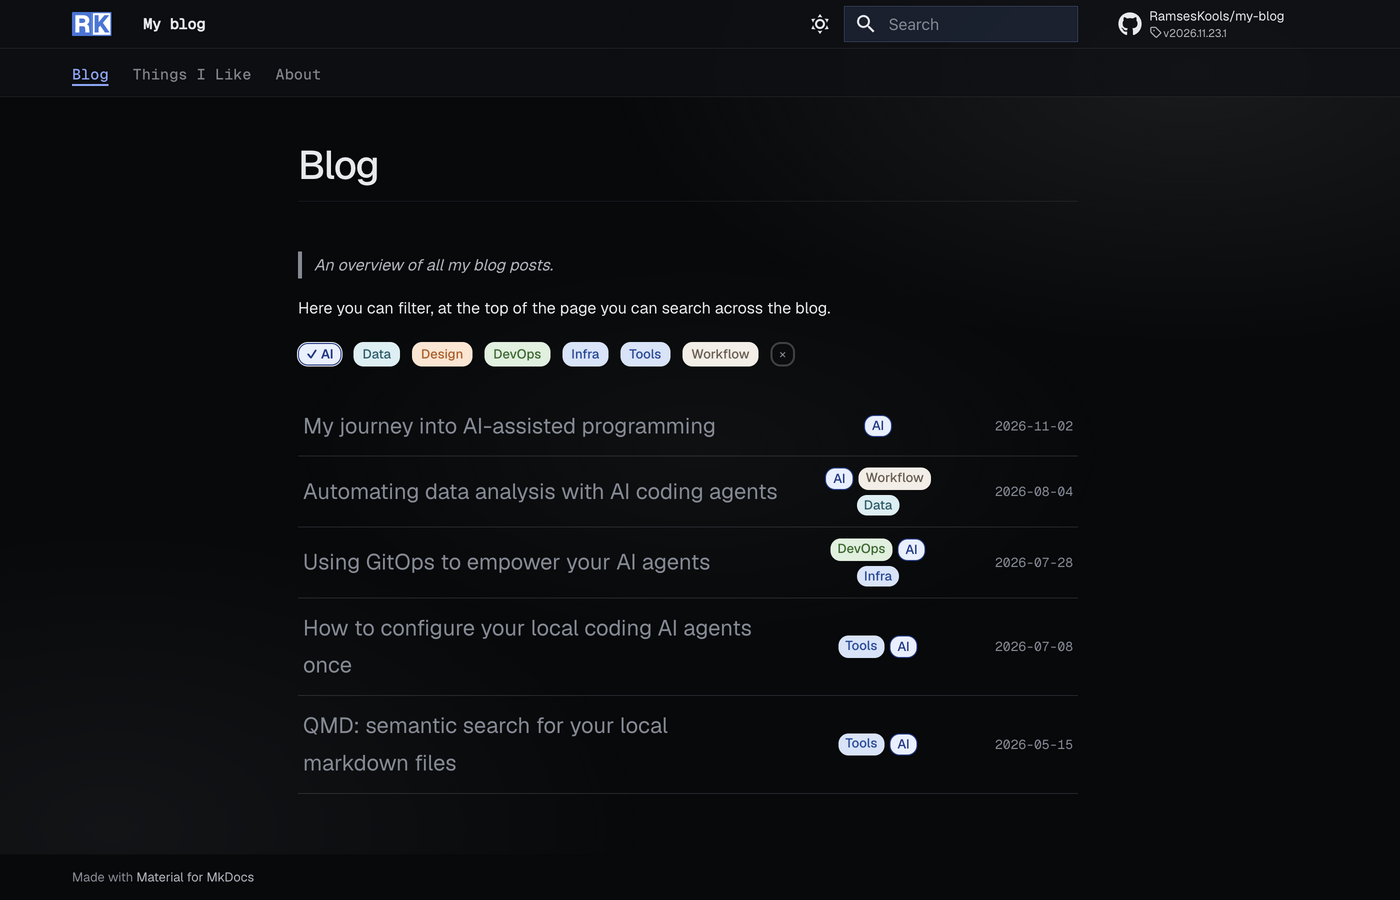 RK
My blog
Search
RamsesKools/my-blog
v2026.11.23.1
Blog
Things I Like
About
Blog
An overview of all my blog posts.
Here you can filter, at the top of the page you can search across the blog.
✓ AI
Data
Design
DevOps
Infra
Tools
Workflow
×
My journey into AI-assisted programming
AI
2026-11-02
Automating data analysis with AI coding agents
AI Workflow
Data
2026-08-04
Using GitOps to empower your AI agents
DevOps AI
Infra
2026-07-28
How to configure your local coding AI agents
once
Tools AI
2026-07-08
QMD: semantic search for your local
markdown files
Tools AI
2026-05-15
Made with Material for MkDocs